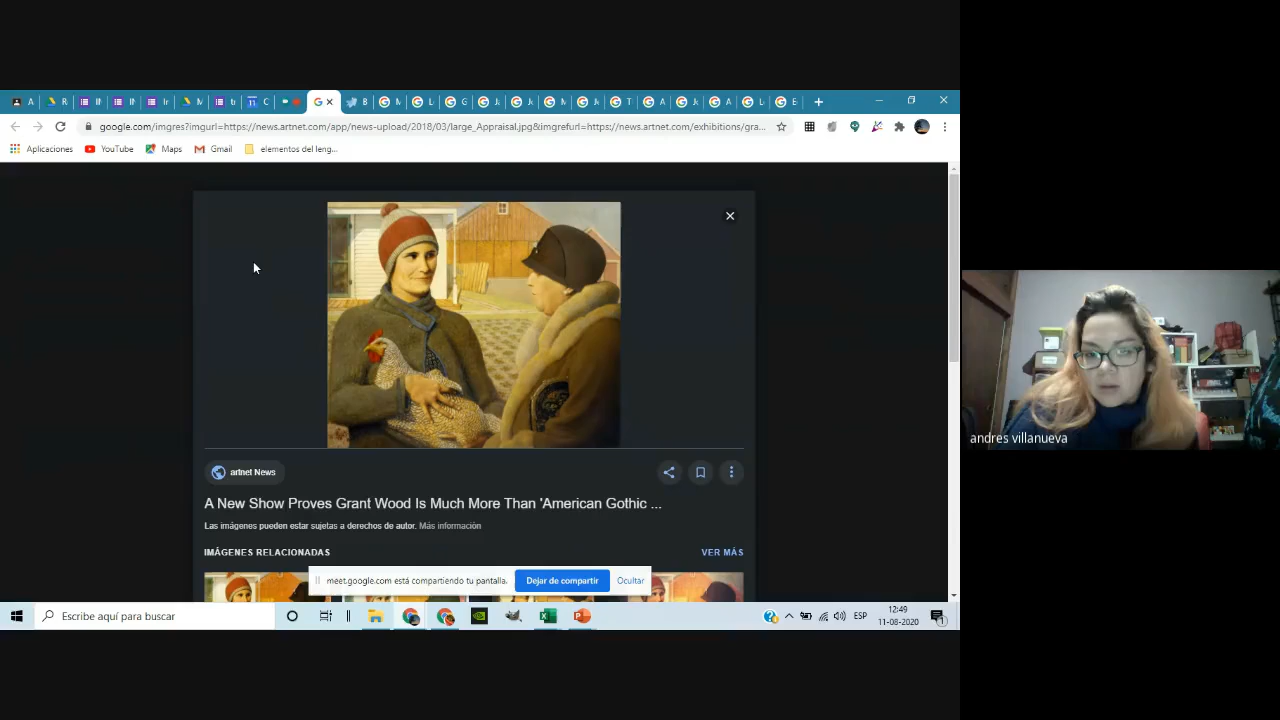 google.com/imgres?imgurl=https://news.artnet.com/app/news-upload/2018/03/large_Appraisal.jpg&imgrefurl=https://news.artnet.com/exhibitions/gra...
Aplicaciones YouTube Maps Gmail elementos del leng...
artnet News
A New Show Proves Grant Wood Is Much More Than 'American Gothic ...
Las imágenes pueden estar sujetas a derechos de autor. Más información
IMÁGENES RELACIONADAS VER MÁS
meet.google.com está compartiendo tu pantalla. Dejar de compartir Ocultar
Escribe aquí para buscar ESP 12:49
11-08-2020
andres villanueva